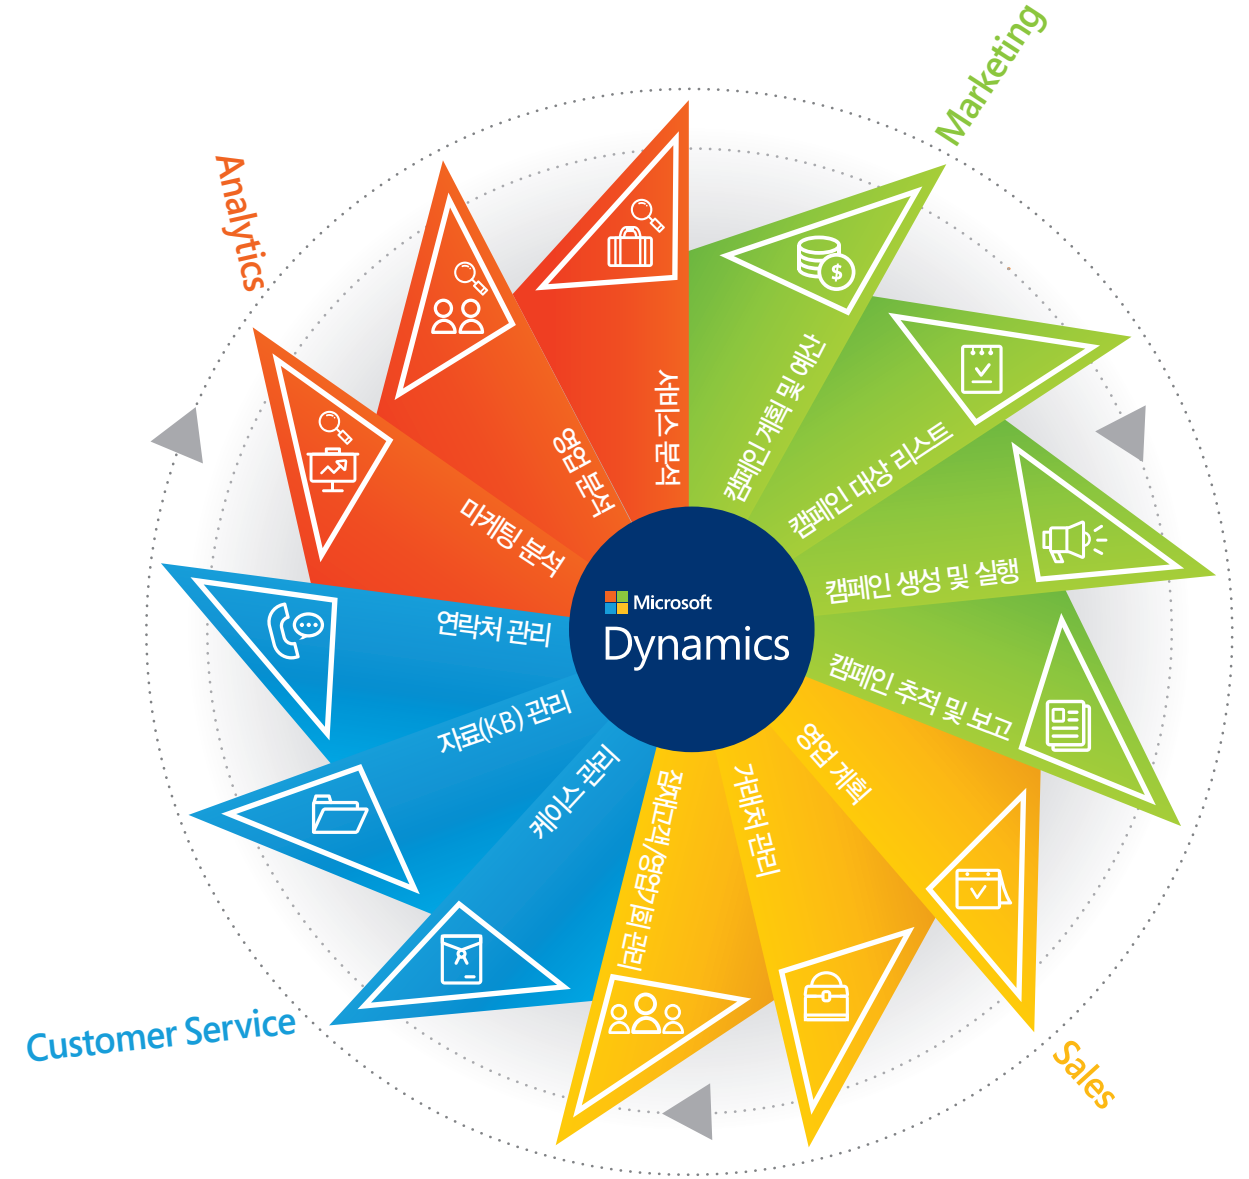 Marketing
캠페인 계획 및 예산
캠페인 대상 리스트
캠페인 생성 및 실행
캠페인 추적 및 보고
Sales
영업 계획
거래처 관리
잠재고객/영업기회 관리
Customer Service
케이스 관리
자료(KB) 관리
연락처 관리
Analytics
마케팅 분석
영업 분석
서비스 분석
Microsoft
Dynamics
$